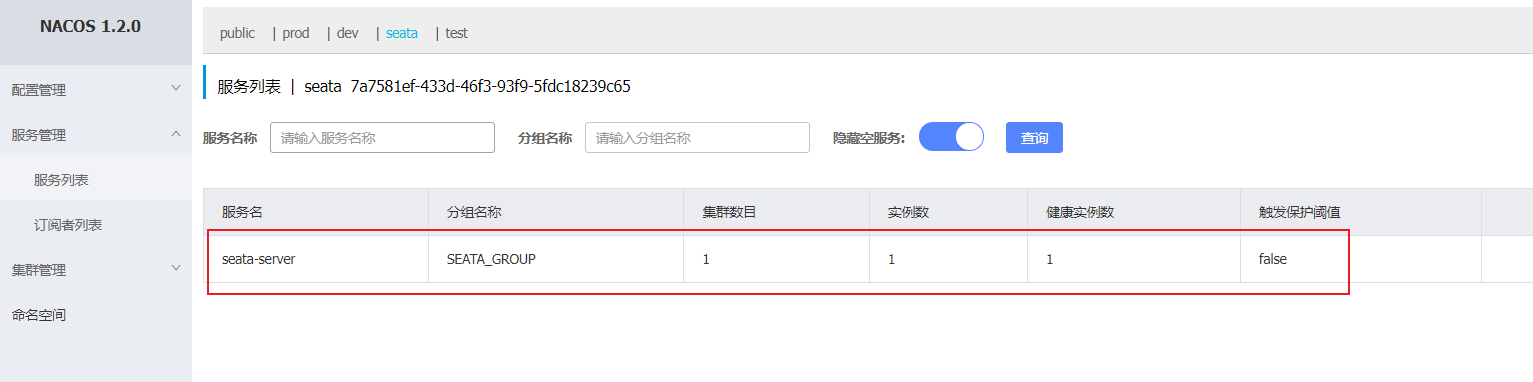 NACOS 1.2.0
public | prod | dev | seata | test
配置管理
服务管理
服务列表
订阅者列表
集群管理
命名空间
服务列表 | seata 7a7581ef-433d-46f3-93f9-5fdc18239c65
服务名称 请输入服务名称 分组名称 请输入分组名称 隐藏空服务: 查询
服务名 分组名称 集群数目 实例数 健康实例数 触发保护阈值
seata-server SEATA_GROUP 1 1 1 false